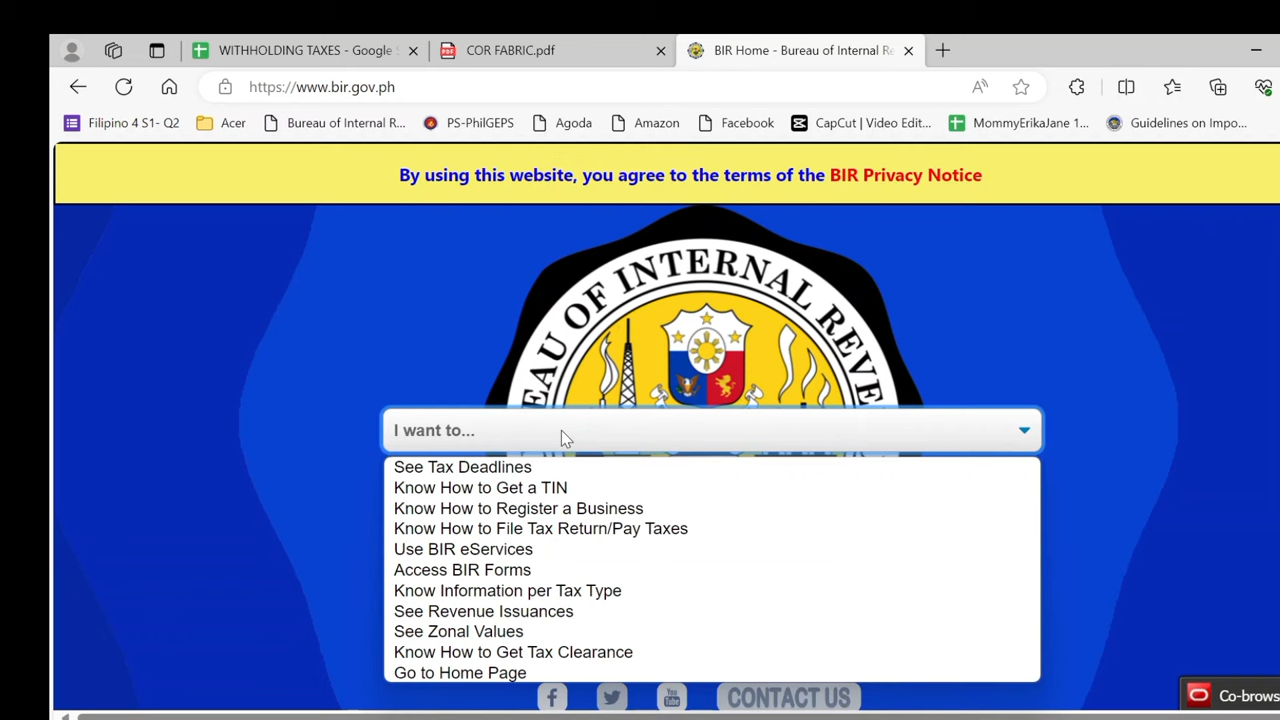 WITHHOLDING TAXES - Google S
COR FABRIC.pdf
BIR Home - Bureau of Internal Re
https://www.bir.gov.ph
Filipino 4 S1- Q2
Acer
Bureau of Internal R...
PS-PhilGEPS
Agoda
Amazon
Facebook
CapCut | Video Edit...
MommyErikaJane 1...
Guidelines on Impo...
By using this website, you agree to the terms of the BIR Privacy Notice
EAU OF INTERNAL REVE
I want to...
See Tax Deadlines
Know How to Get a TIN
Know How to Register a Business
Know How to File Tax Return/Pay Taxes
Use BIR eServices
Access BIR Forms
Know Information per Tax Type
See Revenue Issuances
See Zonal Values
Know How to Get Tax Clearance
Go to Home Page
CONTACT US
Co-brows